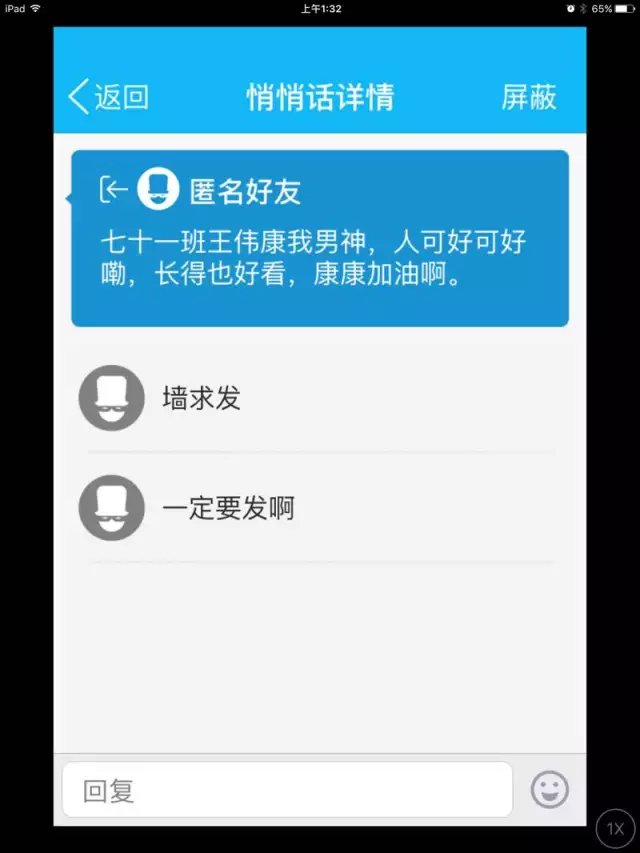 iPad 上午1:32 65%
返回 悄悄话详情 屏蔽
匿名好友
七十一班王伟康我男神，人可好可好
嘞，长得也好看，康康加油啊。
墙求发
一定要发啊
回复
1X